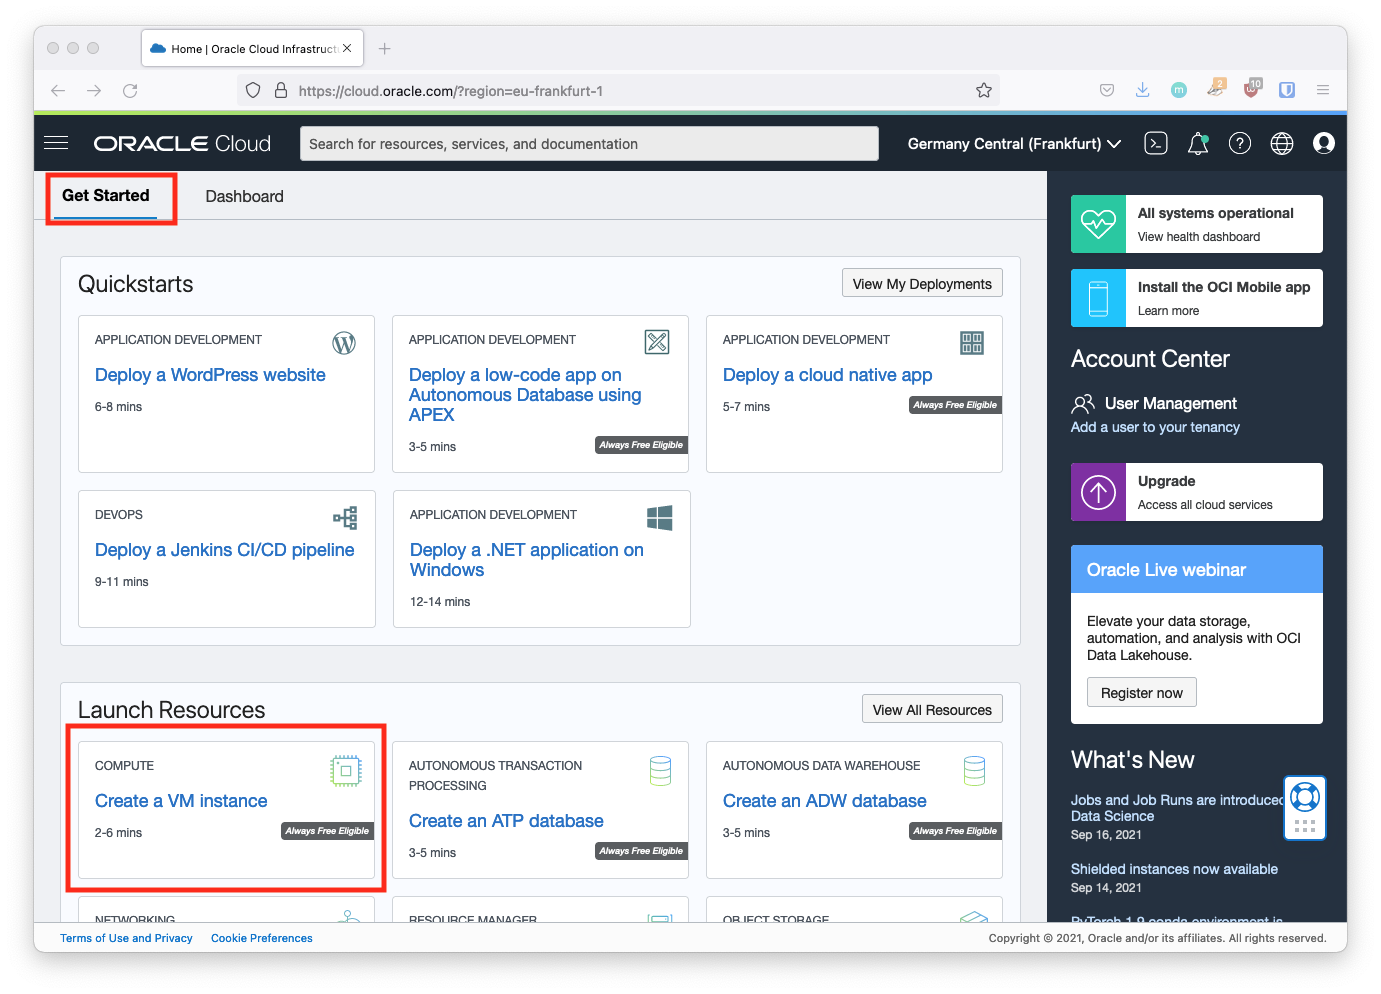 Home | Oracle Cloud Infrastruct
https://cloud.oracle.com/?region=eu-frankfurt-1
m
2
10
ORACLE Cloud
Search for resources, services, and documentation
Germany Central (Frankfurt)
Get Started
Dashboard
Quickstarts
View My Deployments
APPLICATION DEVELOPMENT
Deploy a WordPress website
6-8 mins
APPLICATION DEVELOPMENT
Deploy a low-code app on
Autonomous Database using
APEX
3-5 mins
Always Free Eligible
APPLICATION DEVELOPMENT
Deploy a cloud native app
5-7 mins
Always Free Eligible
DEVOPS
Deploy a Jenkins CI/CD pipeline
9-11 mins
APPLICATION DEVELOPMENT
Deploy a .NET application on
Windows
12-14 mins
Launch Resources
View All Resources
COMPUTE
Create a VM instance
2-6 mins
Always Free Eligible
AUTONOMOUS TRANSACTION
PROCESSING
Create an ATP database
3-5 mins
Always Free Eligible
AUTONOMOUS DATA WAREHOUSE
Create an ADW database
3-5 mins
Always Free Eligible
NETWORKING
RESOURCE MANAGER
OBJECT STORAGE
All systems operational
View health dashboard
Install the OCI Mobile app
Learn more
Account Center
User Management
Add a user to your tenancy
Upgrade
Access all cloud services
Oracle Live webinar
Elevate your data storage,
automation, and analysis with OCI
Data Lakehouse.
Register now
What's New
Jobs and Job Runs are introduced
Data Science
Sep 16, 2021
Shielded instances now available
Sep 14, 2021
PyTorch 1.9 conda environment is
Terms of Use and Privacy
Cookie Preferences
Copyright © 2021, Oracle and/or its affiliates. All rights reserved.